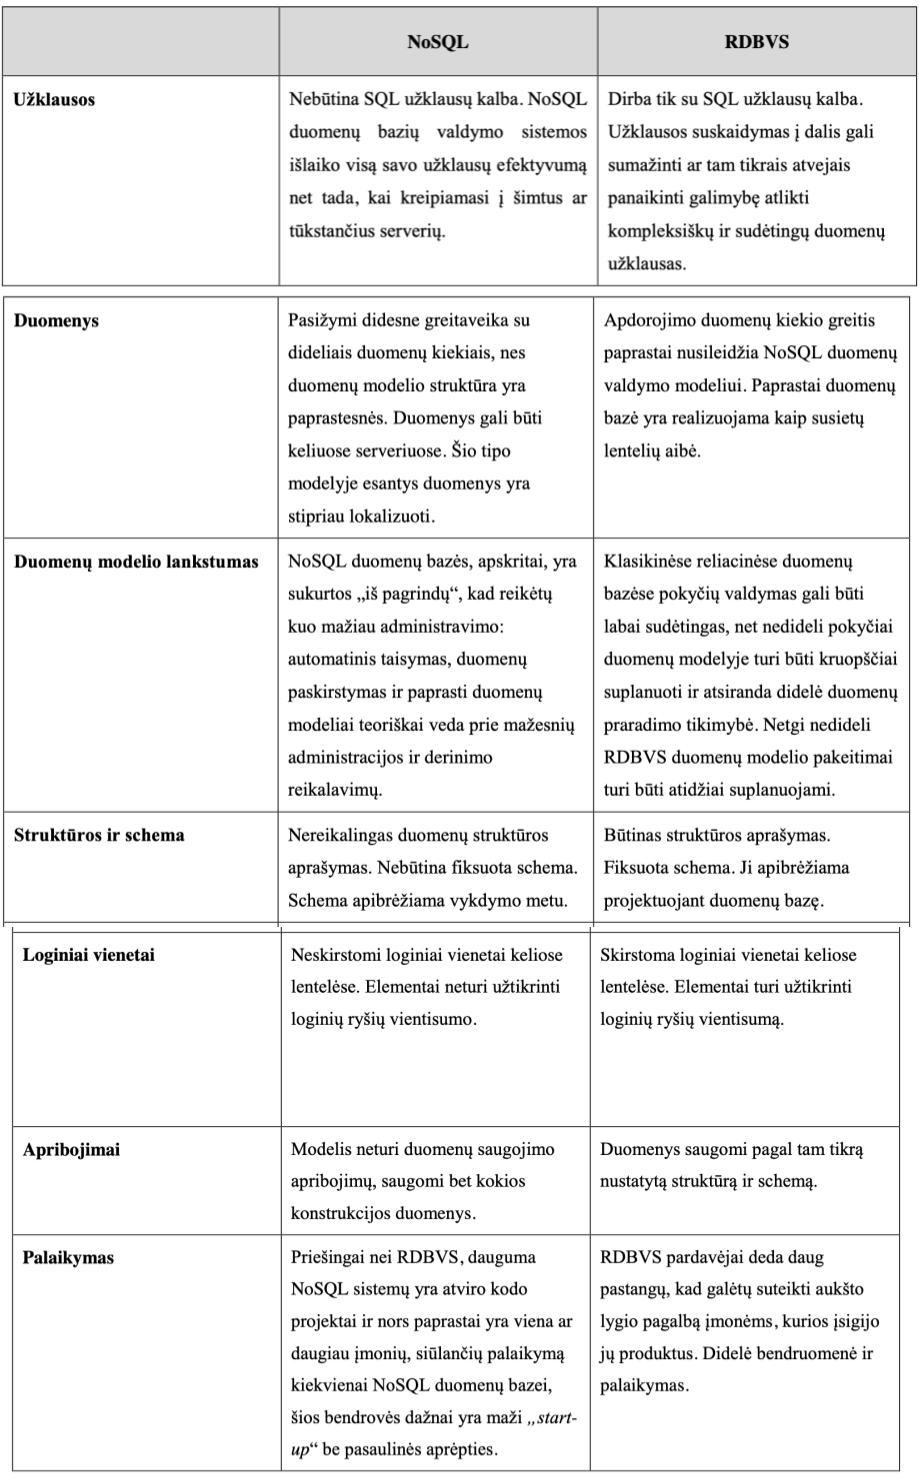 NoSQL
RDBVS
Užklausos
Nebūtina SQL užklausų kalba. NoSQL
duomenų bazių valdymo sistemos
išlaiko visą savo užklausų efektyvumą
net tada, kai kreipiamasi į šimtus ar
tūkstančius serverių.
Dirba tik su SQL užklausų kalba.
Užklausos suskaidymas į dalis gali
sumažinti ar tam tikrais atvejais
panaikinti galimybę atlikti
kompleksiškų ir sudėtingų duomenų
užklausas.
Duomenys
Pasižymi didesne greitaveika su
dideliais duomenų kiekiais, nes
duomenų modelio struktūra yra
paprastesnės. Duomenys gali būti
keliuose serveriuose. Šio tipo
modelyje esantys duomenys yra
stipriau lokalizuoti.
Apdorojimo duomenų kiekio greitis
paprastai nusileidžia NoSQL duomenų
valdymo modeliui. Paprastai duomenų
bazė yra realizuojama kaip susietų
lentelių aibė.
Duomenų modelio lankstumas
NoSQL duomenų bazės, apskritai, yra
sukurtos „iš pagrindų“, kad reikėtų
kuo mažiau administravimo:
automatinis taisymas, duomenų
paskirstymas ir paprasti duomenų
modeliai teoriškai veda prie mažesnių
administracijos ir derinimo
reikalavimų.
Klasikinėse reliacinėse duomenų
bazėse pokyčių valdymas gali būti
labai sudėtingas, net nedideli pokyčiai
duomenų modelyje turi būti kruopščiai
suplanuoti ir atsiranda didelė duomenų
praradimo tikimybė. Netgi nedideli
RDBVS duomenų modelio pakeitimai
turi būti atidžiai suplanuojami.
Struktūros ir schema
Nereikalingas duomenų struktūros
aprašymas. Nebūtina fiksuota schema.
Schema apibrėžiama vykdymo metu.
Būtinas struktūros aprašymas.
Fiksuota schema. Ji apibrėžiama
projektuojant duomenų bazę.
Loginiai vienetai
Neskirstomi loginiai vienetai keliose
lentelėse. Elementai neturi užtikrinti
loginių ryšių vientisumo.
Skirstoma loginiai vienetai keliose
lentelėse. Elementai turi užtikrinti
loginių ryšių vientisumą.
Apribojimai
Modelis neturi duomenų saugojimo
apribojimų, saugomi bet kokios
konstrukcijos duomenys.
Duomenys saugomi pagal tam tikrą
nustatytą struktūrą ir schemą.
Palaikymas
Priešingai nei RDBVS, dauguma
NoSQL sistemų yra atviro kodo
projektai ir nors paprastai yra viena ar
daugiau įmonių, siūlančių palaikymą
kiekvienai NoSQL duomenų bazei,
šios bendrovės dažnai yra maži „start-
up“ be pasaulinės aprėpties.
RDBVS pardavėjai deda daug
pastangų, kad galėtų suteikti aukšto
lygio pagalbą įmonėms, kurios įsigijo
jų produktus. Didelė bendruomenė ir
palaikymas.